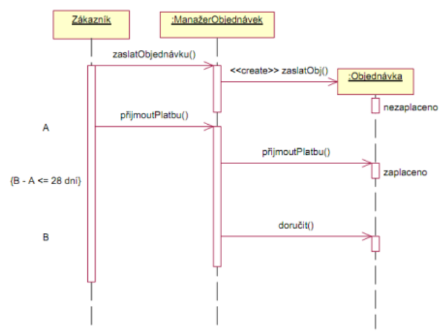 Zákazník
:ManažerObjednávek
zaslatObjednávku()
<<create>> zaslatObj()
:Objednávka
nezaplaceno
přijmoutPlatbu()
A
přijmoutPlatbu()
zaplaceno
{B - A <= 28 dní}
doručit()
B